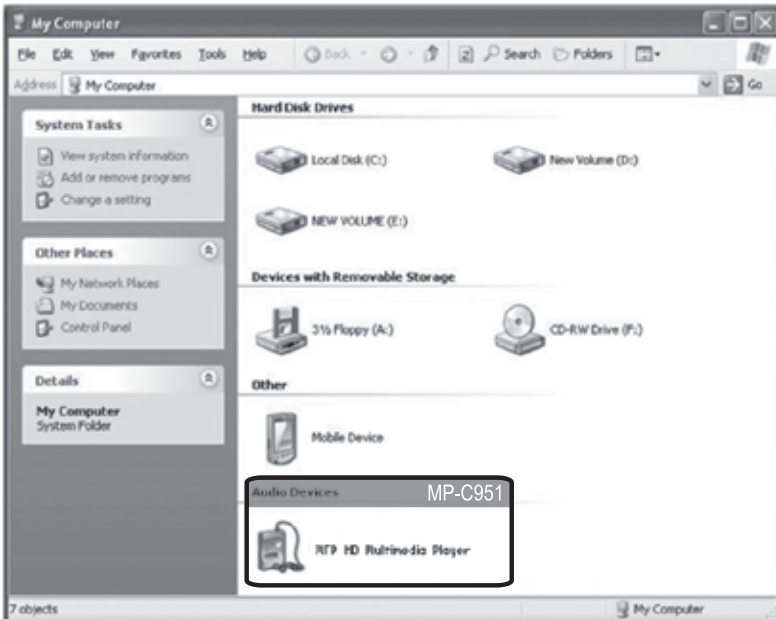 My Computer
File Edit View Favorites Tools Help Back Search Folders
Address My Computer Go
System Tasks
View system information
Add or remove programs
Change a setting
Other Places
My Network Places
My Documents
Control Panel
Details
My Computer
System Folder
Hard Disk Drives
Local Disk (C:) New Volume (D:)
NEW VOLUME (E:)
Devices with Removable Storage
3½ Floppy (A:) CD-RW Drive (F:)
Other
Mobile Device
Audio Devices MP-C951
HD Player
7 objects My Computer